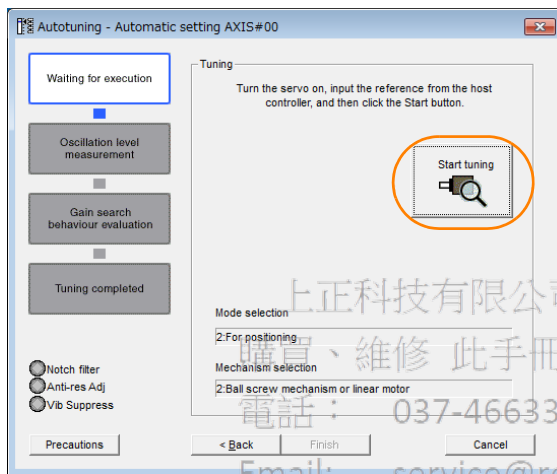 Autotuning - Automatic setting AXIS#00
Waiting for execution
Oscillation level
measurement
Gain search
behaviour evaluation
Tuning completed
Notch filter
Anti-res Adj
Vib Suppress
Precautions
Tuning
Turn the servo on, input the reference from the host
controller, and then click the Start button.
Start tuning
Mode selection
2:For positioning
Mechanism selection
2:Ball screw mechanism or linear motor
< Back
Finish
Cancel
上正科技有限公司
購買、維修 此手冊
電話： 037-46633
Email: